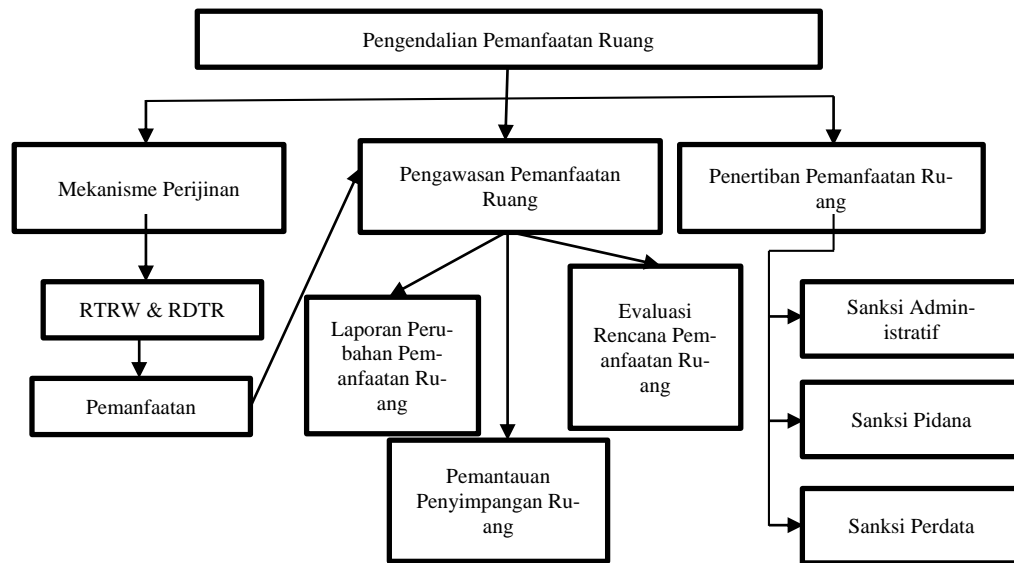 Pengendalian Pemanfaatan Ruang
Mekanisme Perijinan
Pengawasan Pemanfaatan
Ruang
Penertiban Pemanfaatan Ru-
ang
RTRW & RDTR
Pemanfaatan
Laporan Peru-
bahan Pem-
anfaatan Ru-
ang
Pemantauan
Penyimpangan Ru-
ang
Evaluasi
Rencana Pem-
anfaatan Ru-
ang
Sanksi Admin-
istratif
Sanksi Pidana
Sanksi Perdata